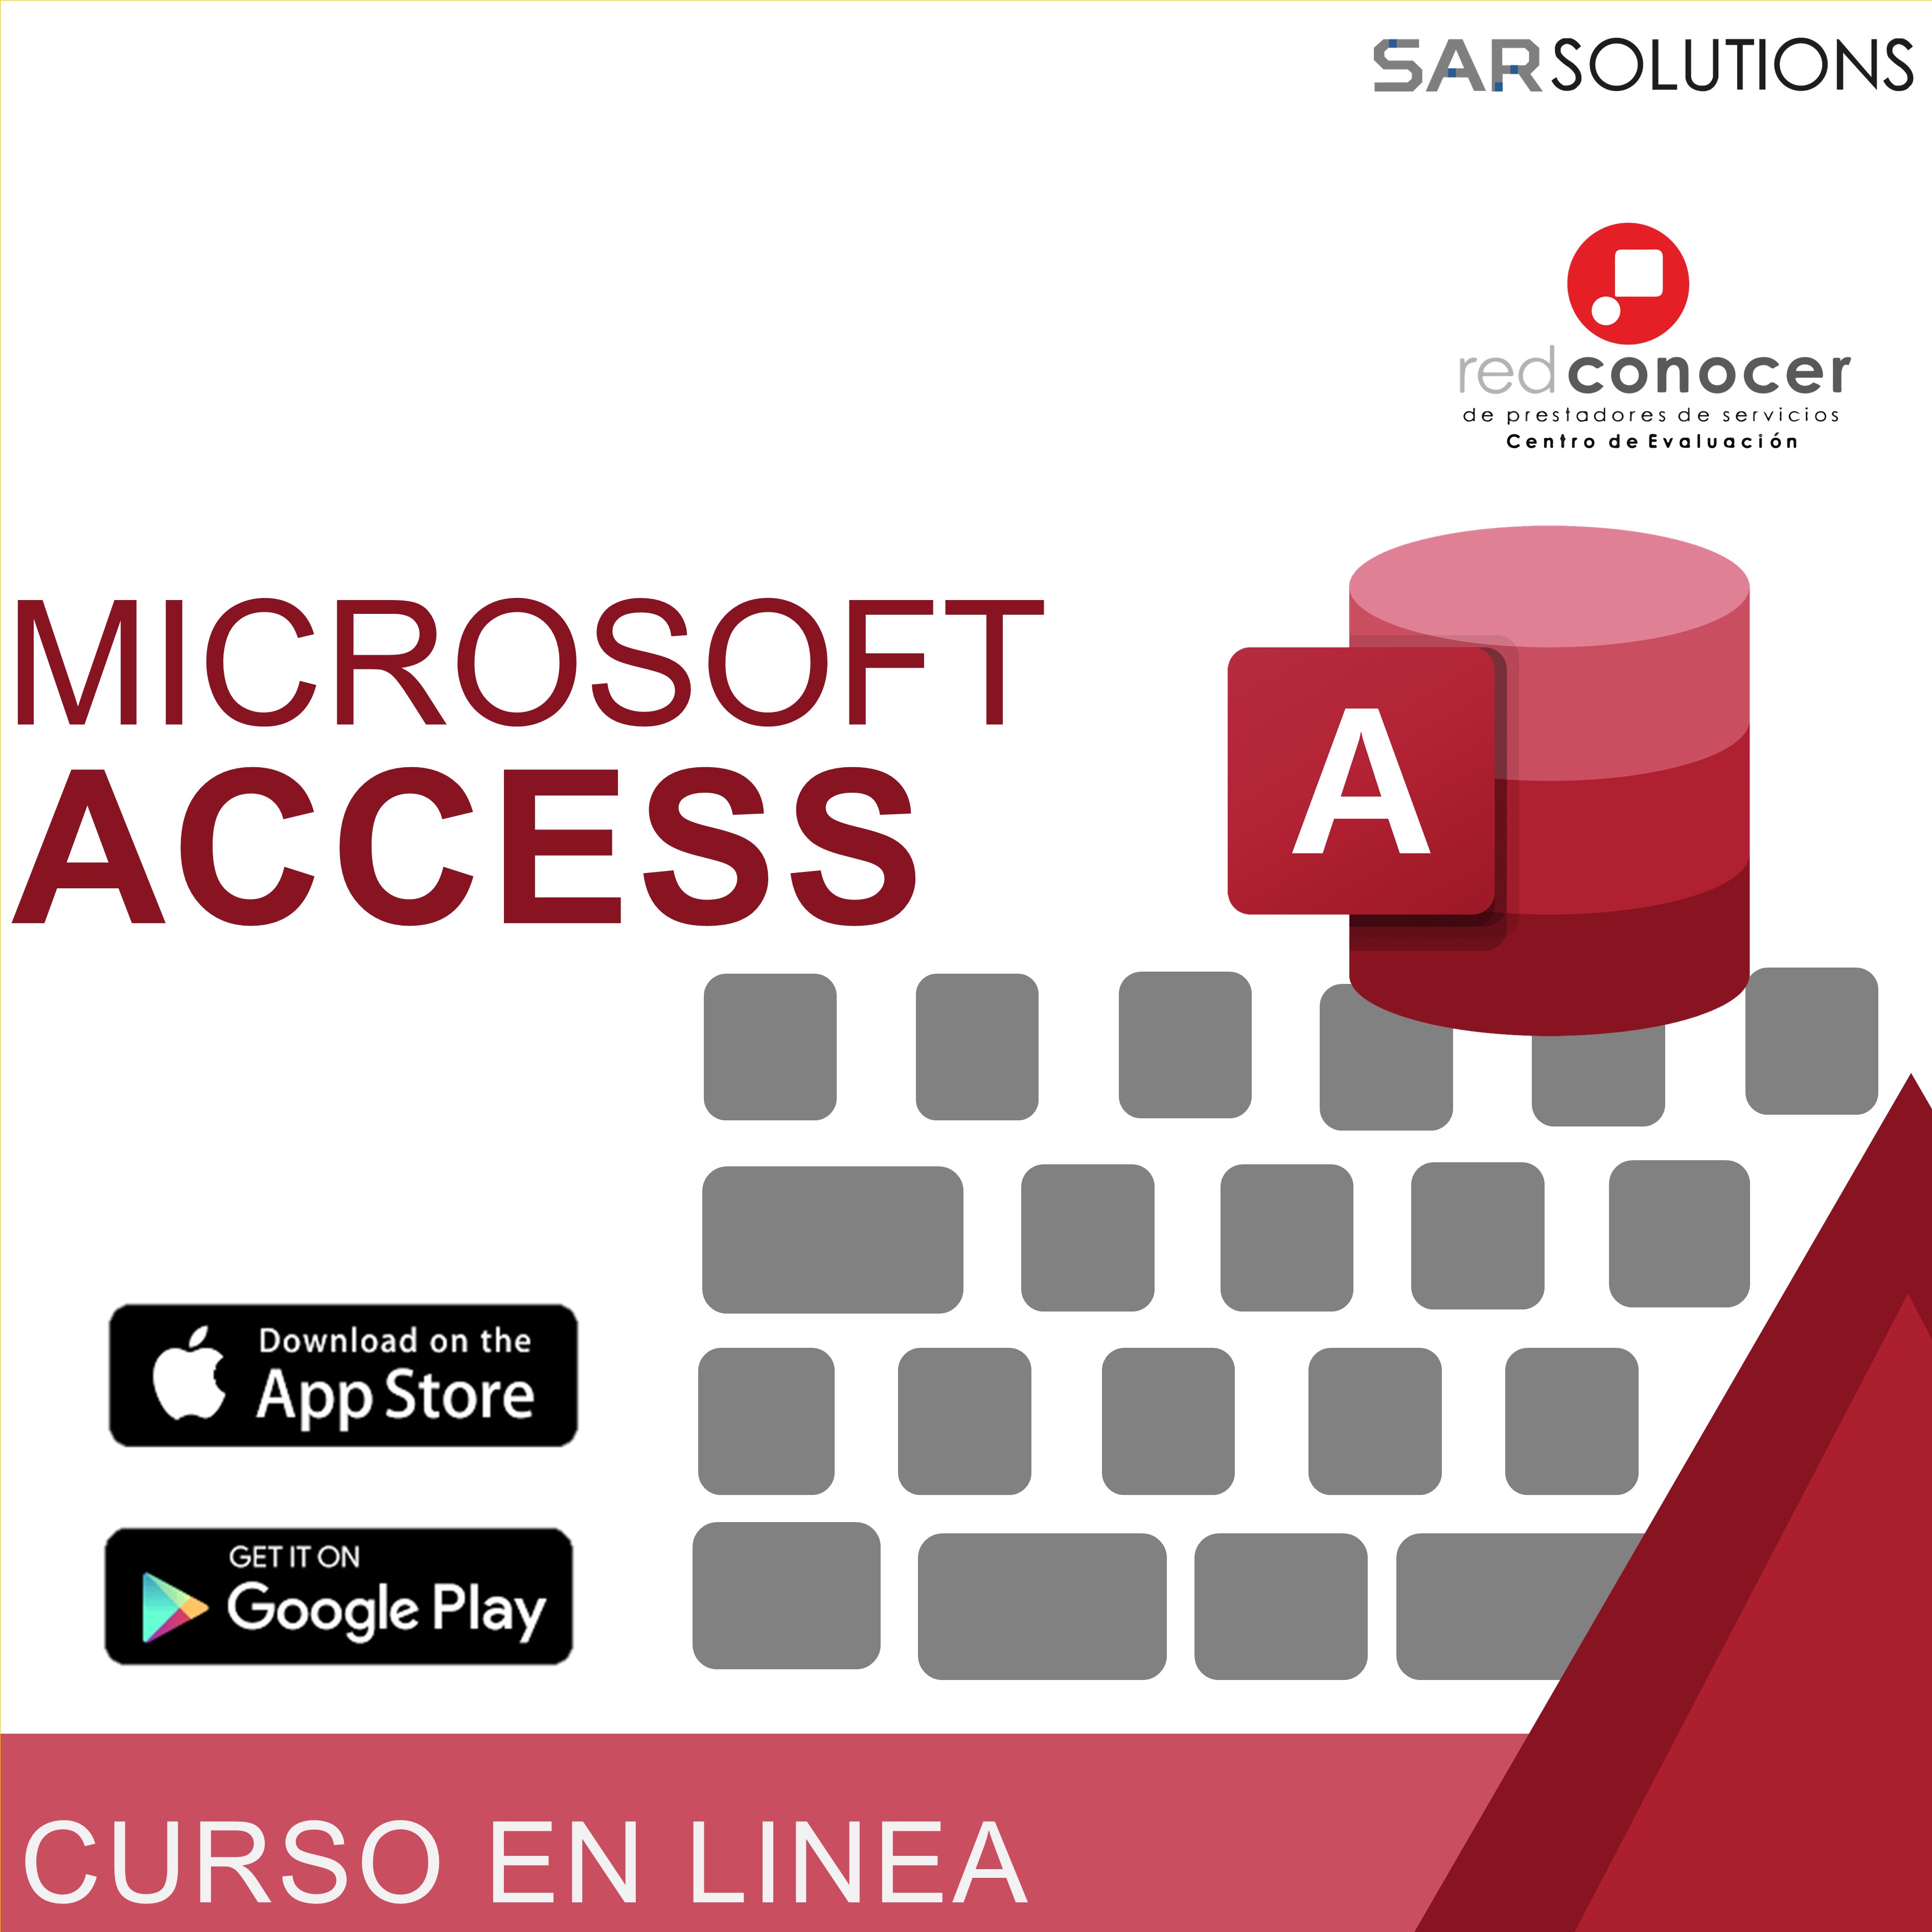 SARSOLUTIONS
red conocer
de prestadores de servicios
Centro de Evaluación
MICROSOFT
ACCESS
A
Download on the
App Store
GET IT ON
Google Play
CURSO EN LINEA